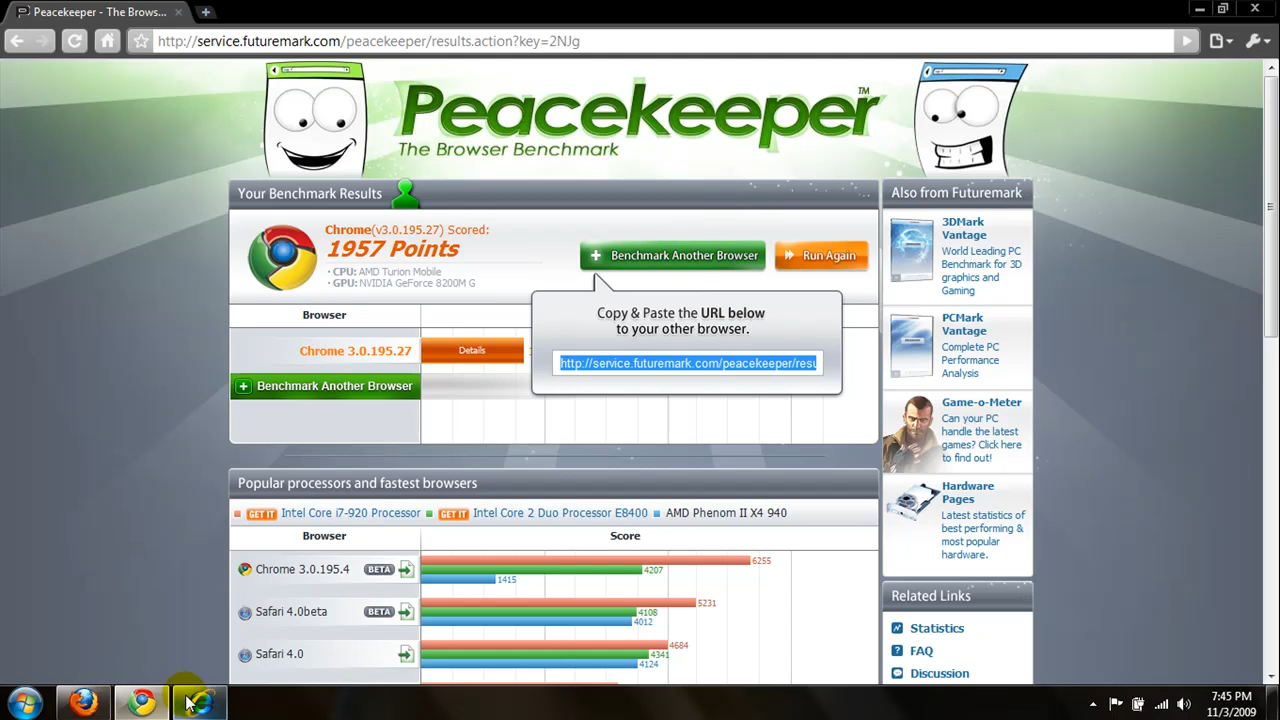 Peacekeeper - The Brows...
http://service.futuremark.com/peacekeeper/results.action?key=2NJg
Peacekeeper™
The Browser Benchmark
Your Benchmark Results
Chrome(v3.0.195.27) Scored:
1957 Points
· CPU: AMD Turion Mobile
· GPU: NVIDIA GeForce 8200M G
Benchmark Another Browser
Run Again
Copy & Paste the URL below
to your other browser.
http://service.futuremark.com/peacekeeper/resu
Browser
Chrome 3.0.195.27
Details
Benchmark Another Browser
Popular processors and fastest browsers
GET IT Intel Core i7-920 Processor GET IT Intel Core 2 Duo Processor E8400 AMD Phenom II X4 940
Browser Score
Chrome 3.0.195.4 BETA
6255
4207
1415
Safari 4.0beta BETA
5231
4108
4012
Safari 4.0
4684
4341
4124
Also from Futuremark
3DMark
Vantage
World Leading PC
Benchmark for 3D
graphics and
Gaming
PCMark
Vantage
Complete PC
Performance
Analysis
Game-o-Meter
Can your PC
handle the latest
games? Click here
to find out!
Hardware
Pages
Latest statistics of
best performing &
most popular
hardware.
Related Links
Statistics
FAQ
Discussion
7:45 PM
11/3/2009